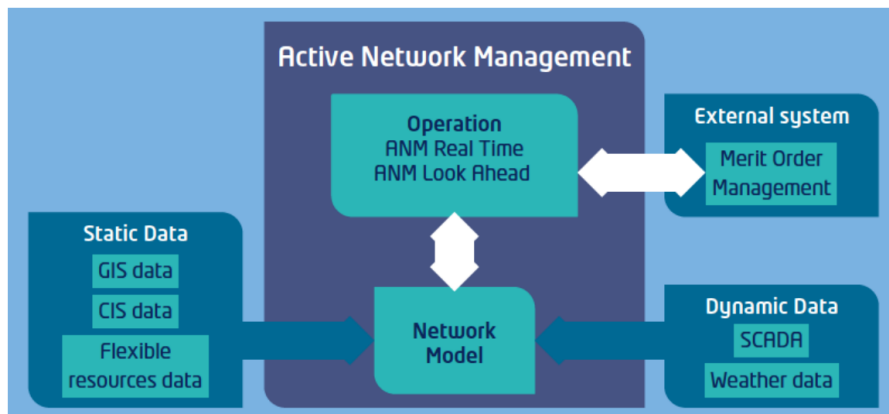 Active Network Management
Operation
ANM Real Time
ANM Look Ahead
External system
Merit Order
Management
Static Data
GIS data
CIS data
Flexible
resources data
Network
Model
Dynamic Data
SCADA
Weather data